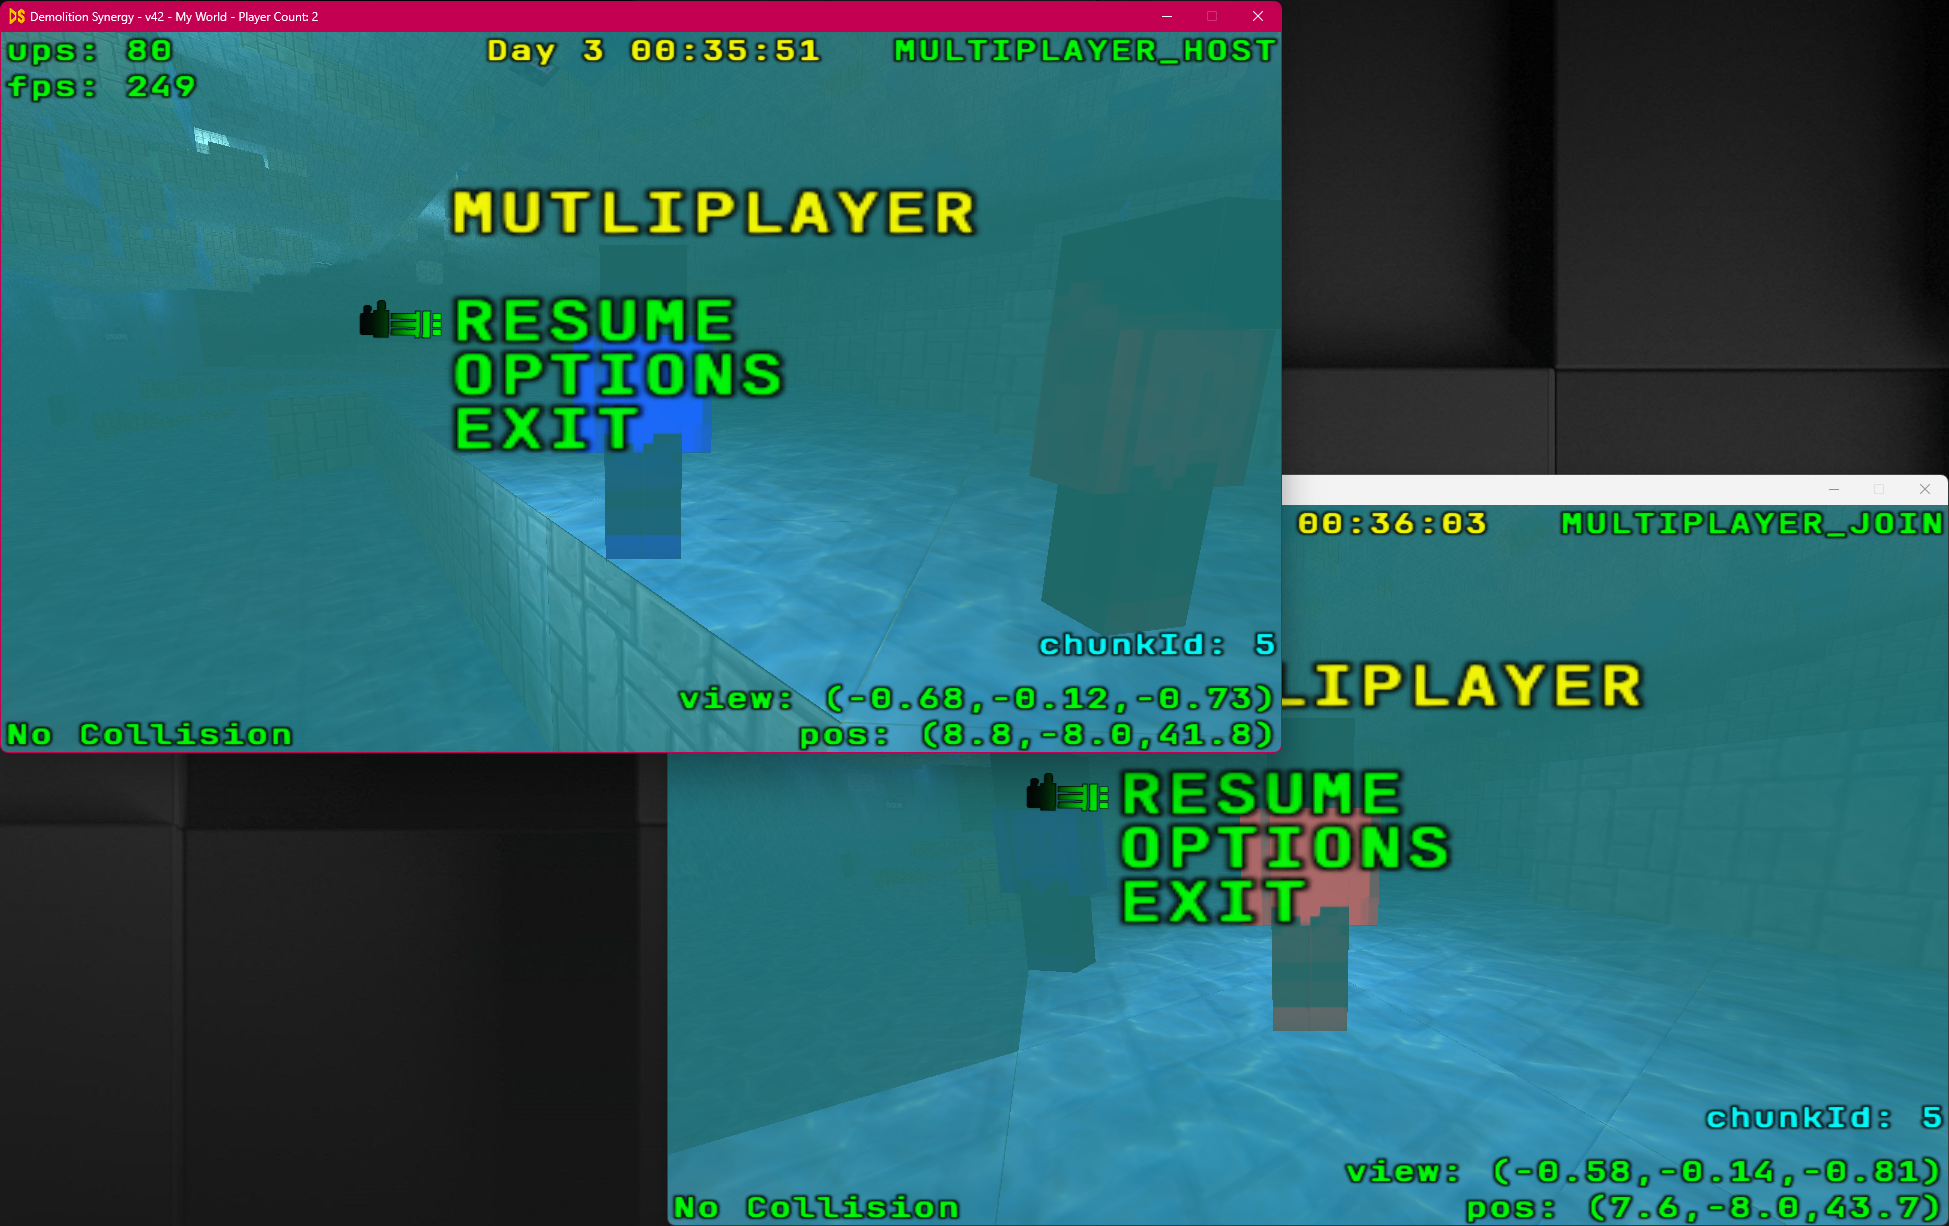 Demolition Synergy - v42 - My World - Player Count: 2
ups: 80
Day 3 00:35:51
MULTIPLAYER_HOST
fps: 249
MUTLIPLAYER
RESUME
OPTIONS
EXIT
chunkId: 5
view: (-0.68,-0.12,-0.73)
No Collision
pos: (8.8,-8.0,41.8)
00:36:03
MULTIPLAYER_JOIN
LIPLAYER
RESUME
OPTIONS
EXIT
chunkId: 5
view: (-0.58,-0.14,-0.81)
No Collision
pos: (7.6,-8.0,43.7)